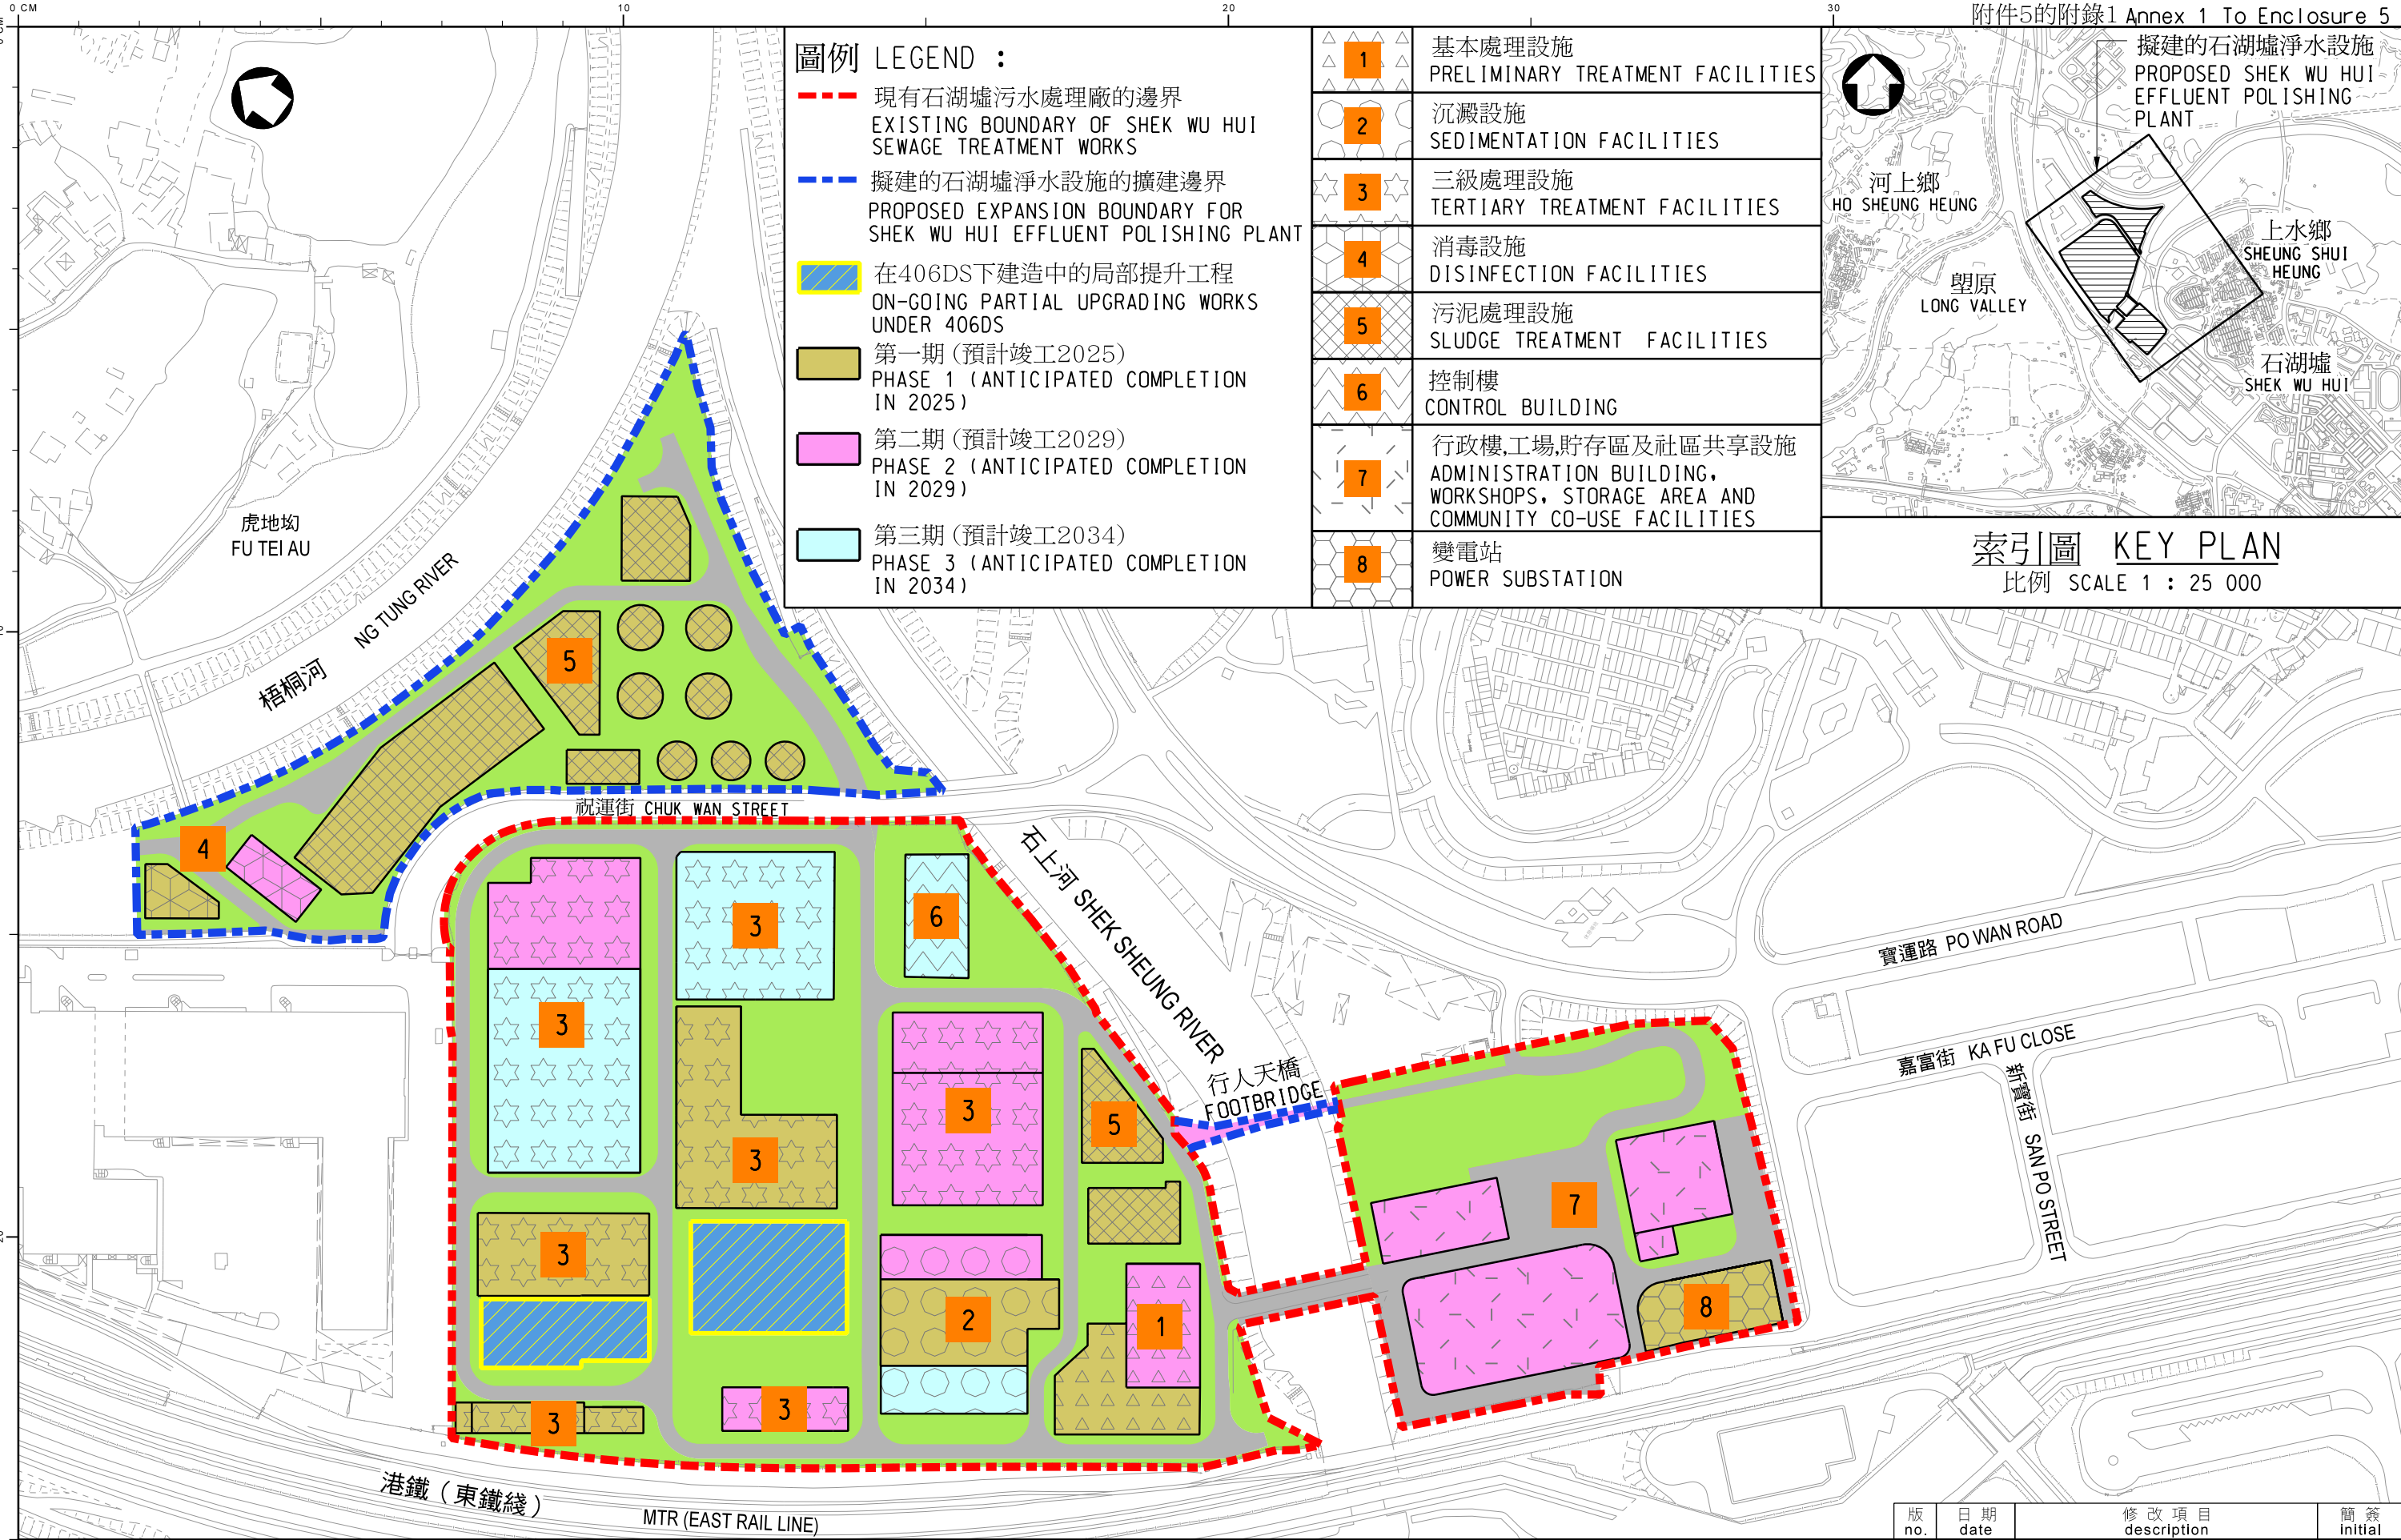 0 CM
10
20
30
附件5的附錄1 Annex 1 To Enclosure 5
圖例 LEGEND :
現有石湖墟污水處理廠的邊界
EXISTING BOUNDARY OF SHEK WU HUI
SEWAGE TREATMENT WORKS
擬建的石湖墟淨水設施的擴建邊界
PROPOSED EXPANSION BOUNDARY FOR
SHEK WU HUI EFFLUENT POLISHING PLANT
在406DS下建造中的局部提升工程
ON-GOING PARTIAL UPGRADING WORKS
UNDER 406DS
第一期 (預計竣工2025)
PHASE 1 (ANTICIPATED COMPLETION
IN 2025)
第二期 (預計竣工2029)
PHASE 2 (ANTICIPATED COMPLETION
IN 2029)
第三期 (預計竣工2034)
PHASE 3 (ANTICIPATED COMPLETION
IN 2034)
1
基本處理設施
PRELIMINARY TREATMENT FACILITIES
2
沉澱設施
SEDIMENTATION FACILITIES
3
三級處理設施
TERTIARY TREATMENT FACILITIES
4
消毒設施
DISINFECTION FACILITIES
5
污泥處理設施
SLUDGE TREATMENT FACILITIES
6
控制樓
CONTROL BUILDING
7
行政樓,工場,貯存區及社區共享設施
ADMINISTRATION BUILDING,
WORKSHOPS, STORAGE AREA AND
COMMUNITY CO-USE FACILITIES
8
變電站
POWER SUBSTATION
擬建的石湖墟淨水設施
PROPOSED SHEK WU HUI
EFFLUENT POLISHING
PLANT
河上鄉
HO SHEUNG HEUNG
上水鄉
SHEUNG SHUI
HEUNG
塱原
LONG VALLEY
石湖墟
SHEK WU HUI
索引圖 KEY PLAN
比例 SCALE 1 : 25 000
虎地坳
FU TEI AU
梧桐河 NG TUNG RIVER
5
4
祝運街 CHUK WAN STREET
石上河 SHEK SHEUNG RIVER
3
6
3
3
5
3
3
2
1
3
3
行人天橋
FOOTBRIDGE
7
8
寶運路 PO WAN ROAD
嘉富街 KA FU CLOSE
新寶街 SAN PO STREET
港鐵（東鐵綫）
MTR (EAST RAIL LINE)
20
版 日期 修改項目 簡簽
no. date description initial